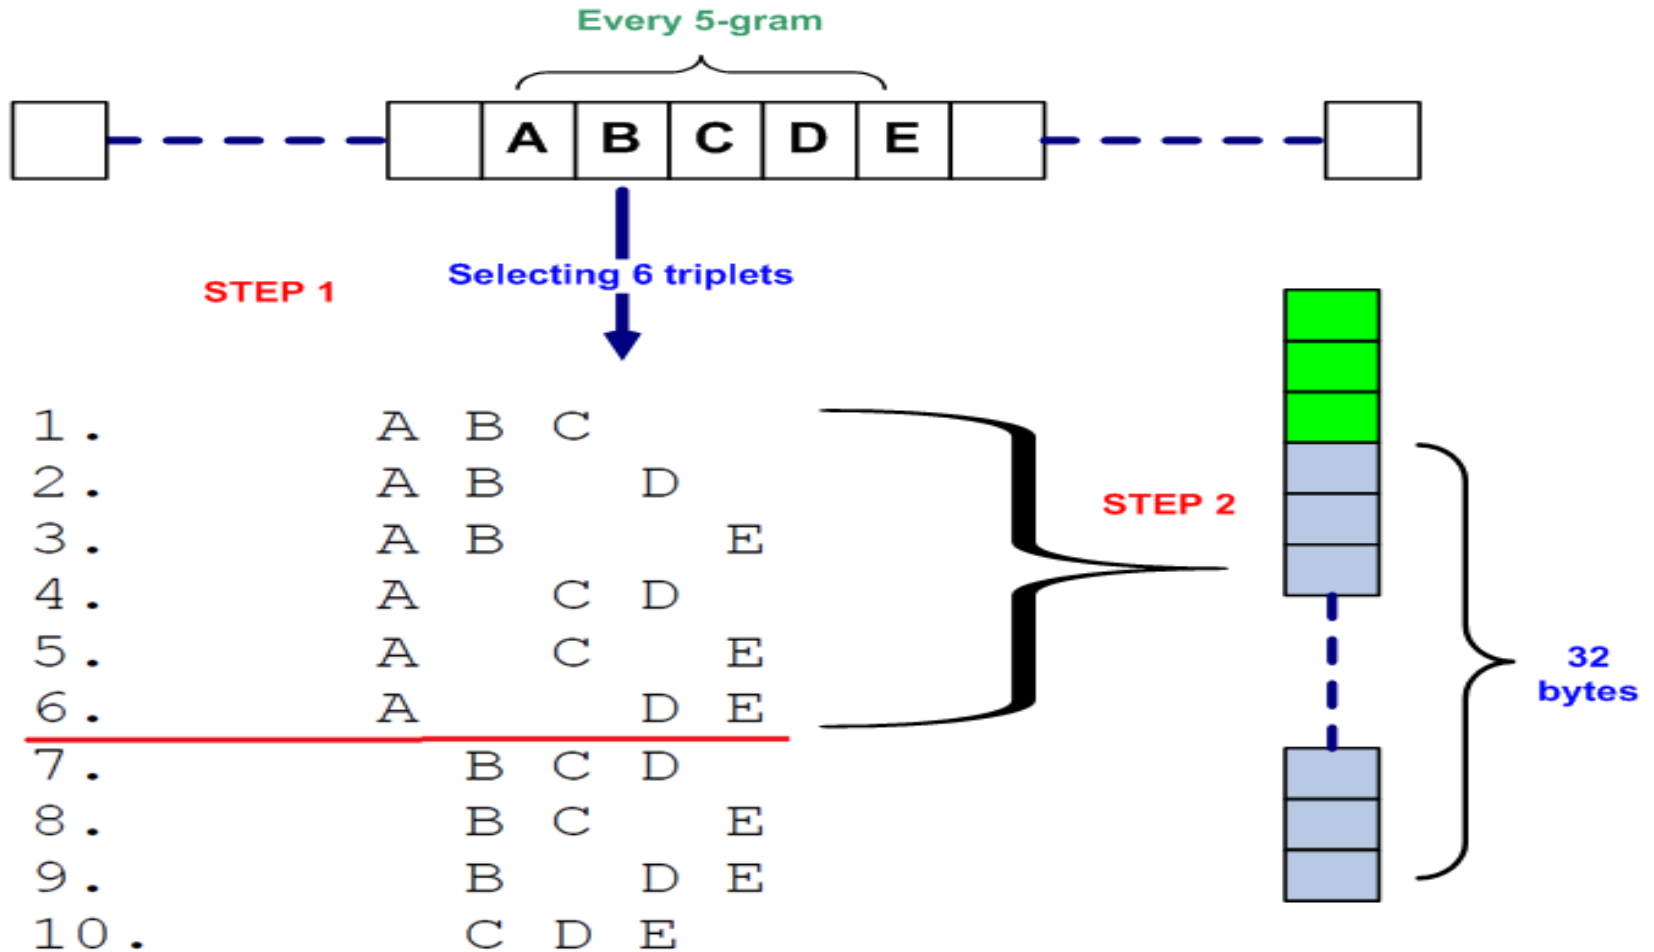 Every 5-gram
A B C D E
Selecting 6 triplets
STEP 1
1. A B C
2. A B D
3. A B E
4. A C D
5. A C E
6. A D E
7. B C D
8. B C E
9. B D E
10. C D E
STEP 2
32
bytes